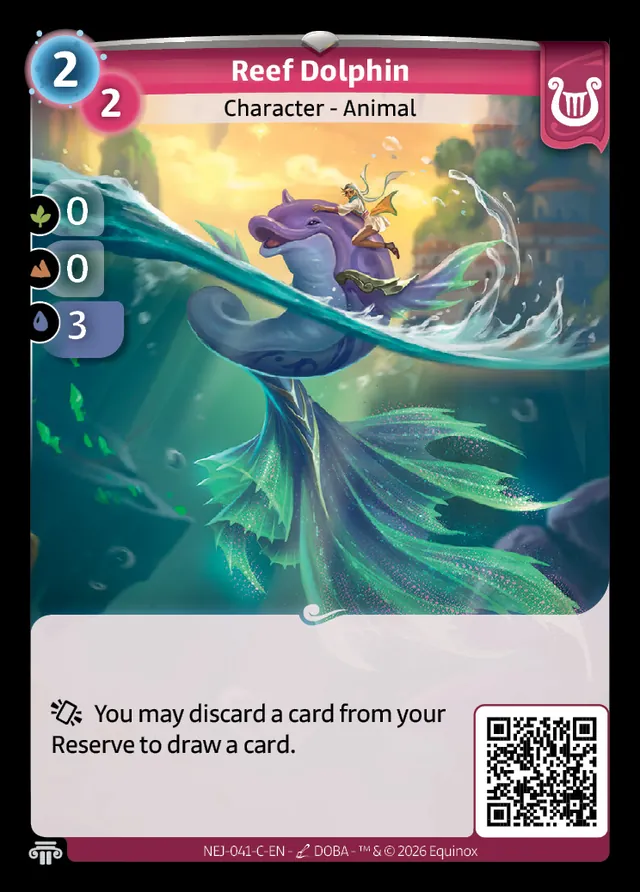 2
Reef Dolphin
2
Character - Animal
0
0
3
You may discard a card from your
Reserve to draw a card.
NEJ-041-C-EN - DOBA - ™ & © 2026 Equinox